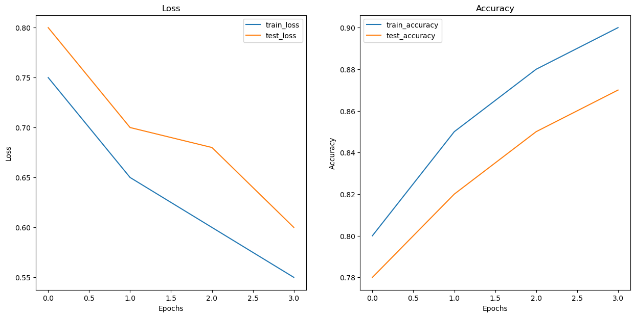 Loss
train_loss
test_loss
0.80
0.75
0.70
0.65
0.60
0.55
Loss
0.0 0.5 1.0 1.5 2.0 2.5 3.0
Epochs
Accuracy
train_accuracy
test_accuracy
0.90
0.88
0.86
0.84
0.82
0.80
0.78
Accuracy
0.0 0.5 1.0 1.5 2.0 2.5 3.0
Epochs